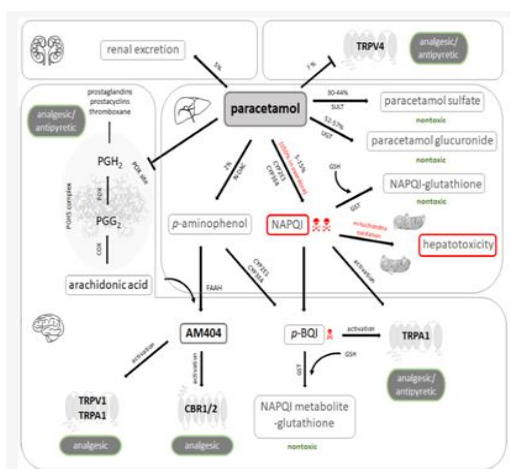 renal excretion
5%
? %
TRPV4
analgesic/
antipyretic
prostaglandins
prostacyclins
thromboxane
analgesic/
antipyretic
paracetamol
30-44%
SULT
paracetamol sulfate
nontoxic
52-57%
UGT
paracetamol glucuronide
nontoxic
PGH2
POX site
POX
PGHS complex
PGG2
COX
2%
N-DAC
5-15%
CYP2E1
CYP3A4
GSH
GST
NAPQI-glutathione
nontoxic
p-aminophenol
NAPQI
mitochondria
oxidation
hepatotoxicity
arachidonic acid
FAAH
CYP2E1
CYP3A4
activation
AM404
p-BQI
activation
TRPA1
activation
activation
GST
GSH
TRPV1
TRPA1
CBR1/2
NAPQI metabolite
-glutathione
nontoxic
analgesic/
antipyretic
analgesic
analgesic